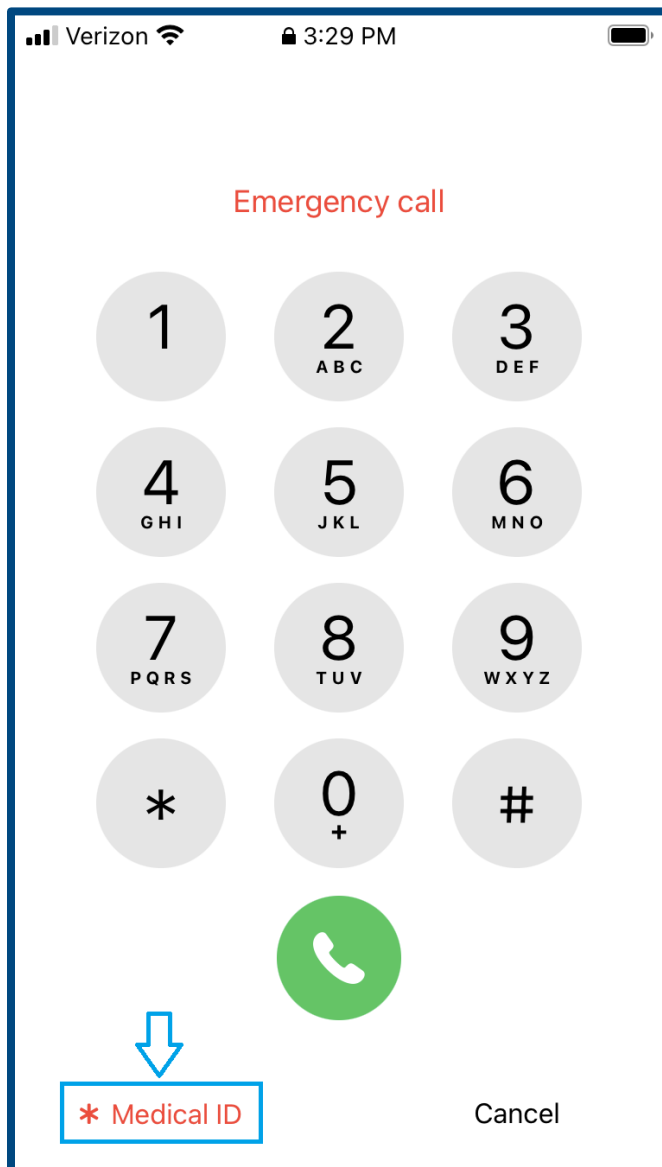 Verizon 3:29 PM
Emergency call
1 2 3
ABC DEF
4 5 6
GHI JKL MNO
7 8 9
PQRS TUV WXYZ
* 0 #
+
* Medical ID Cancel